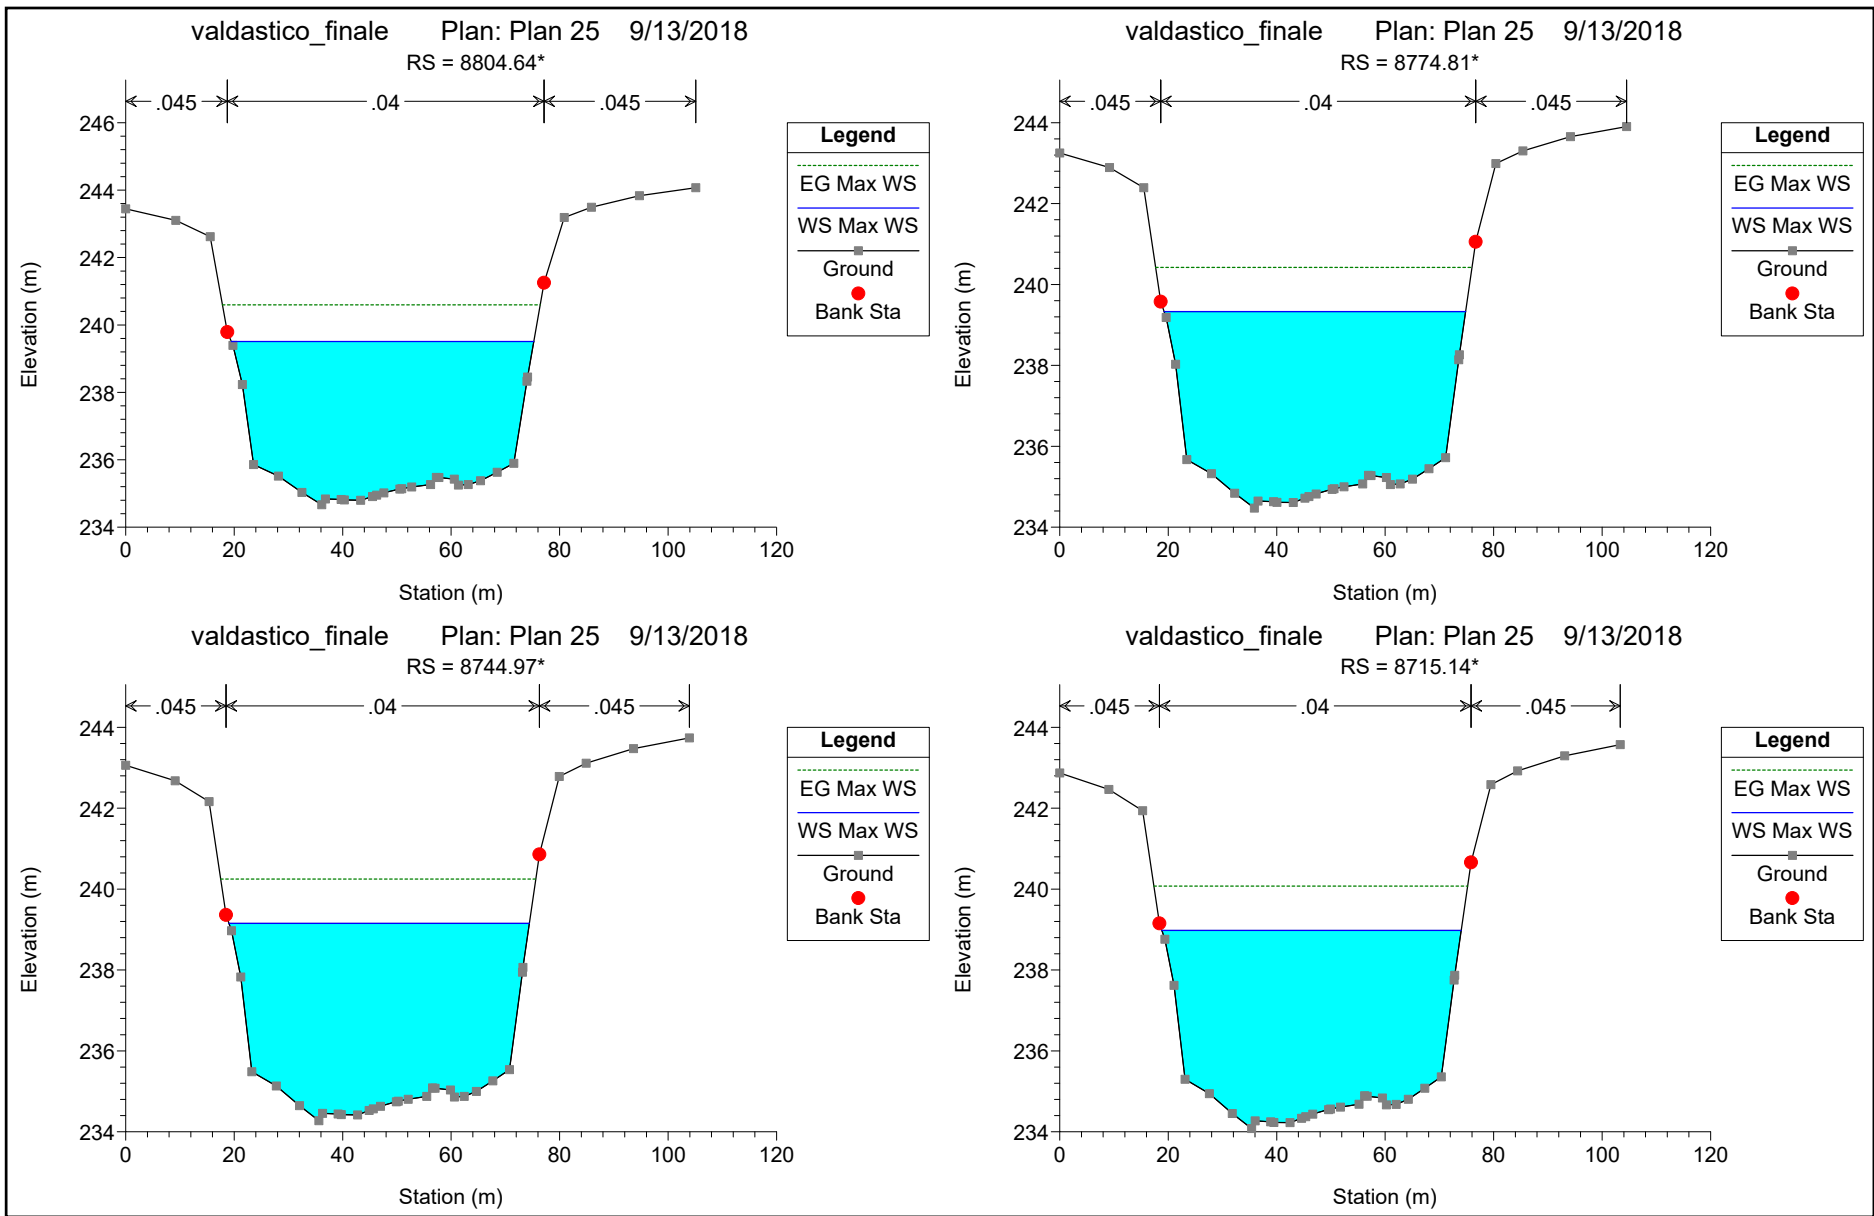 valdastico_finale Plan: Plan 25 9/13/2018
RS = 8804.64*
.045 .04 .045
246
244
242
240
238
236
234
0 20 40 60 80 100 120
Elevation (m)
Station (m)
Legend
EG Max WS
WS Max WS
Ground
Bank Sta
valdastico_finale Plan: Plan 25 9/13/2018
RS = 8774.81*
.045 .04 .045
244
242
240
238
236
234
0 20 40 60 80 100 120
Elevation (m)
Station (m)
Legend
EG Max WS
WS Max WS
Ground
Bank Sta
valdastico_finale Plan: Plan 25 9/13/2018
RS = 8744.97*
.045 .04 .045
244
242
240
238
236
234
0 20 40 60 80 100 120
Elevation (m)
Station (m)
Legend
EG Max WS
WS Max WS
Ground
Bank Sta
valdastico_finale Plan: Plan 25 9/13/2018
RS = 8715.14*
.045 .04 .045
244
242
240
238
236
234
0 20 40 60 80 100 120
Elevation (m)
Station (m)
Legend
EG Max WS
WS Max WS
Ground
Bank Sta